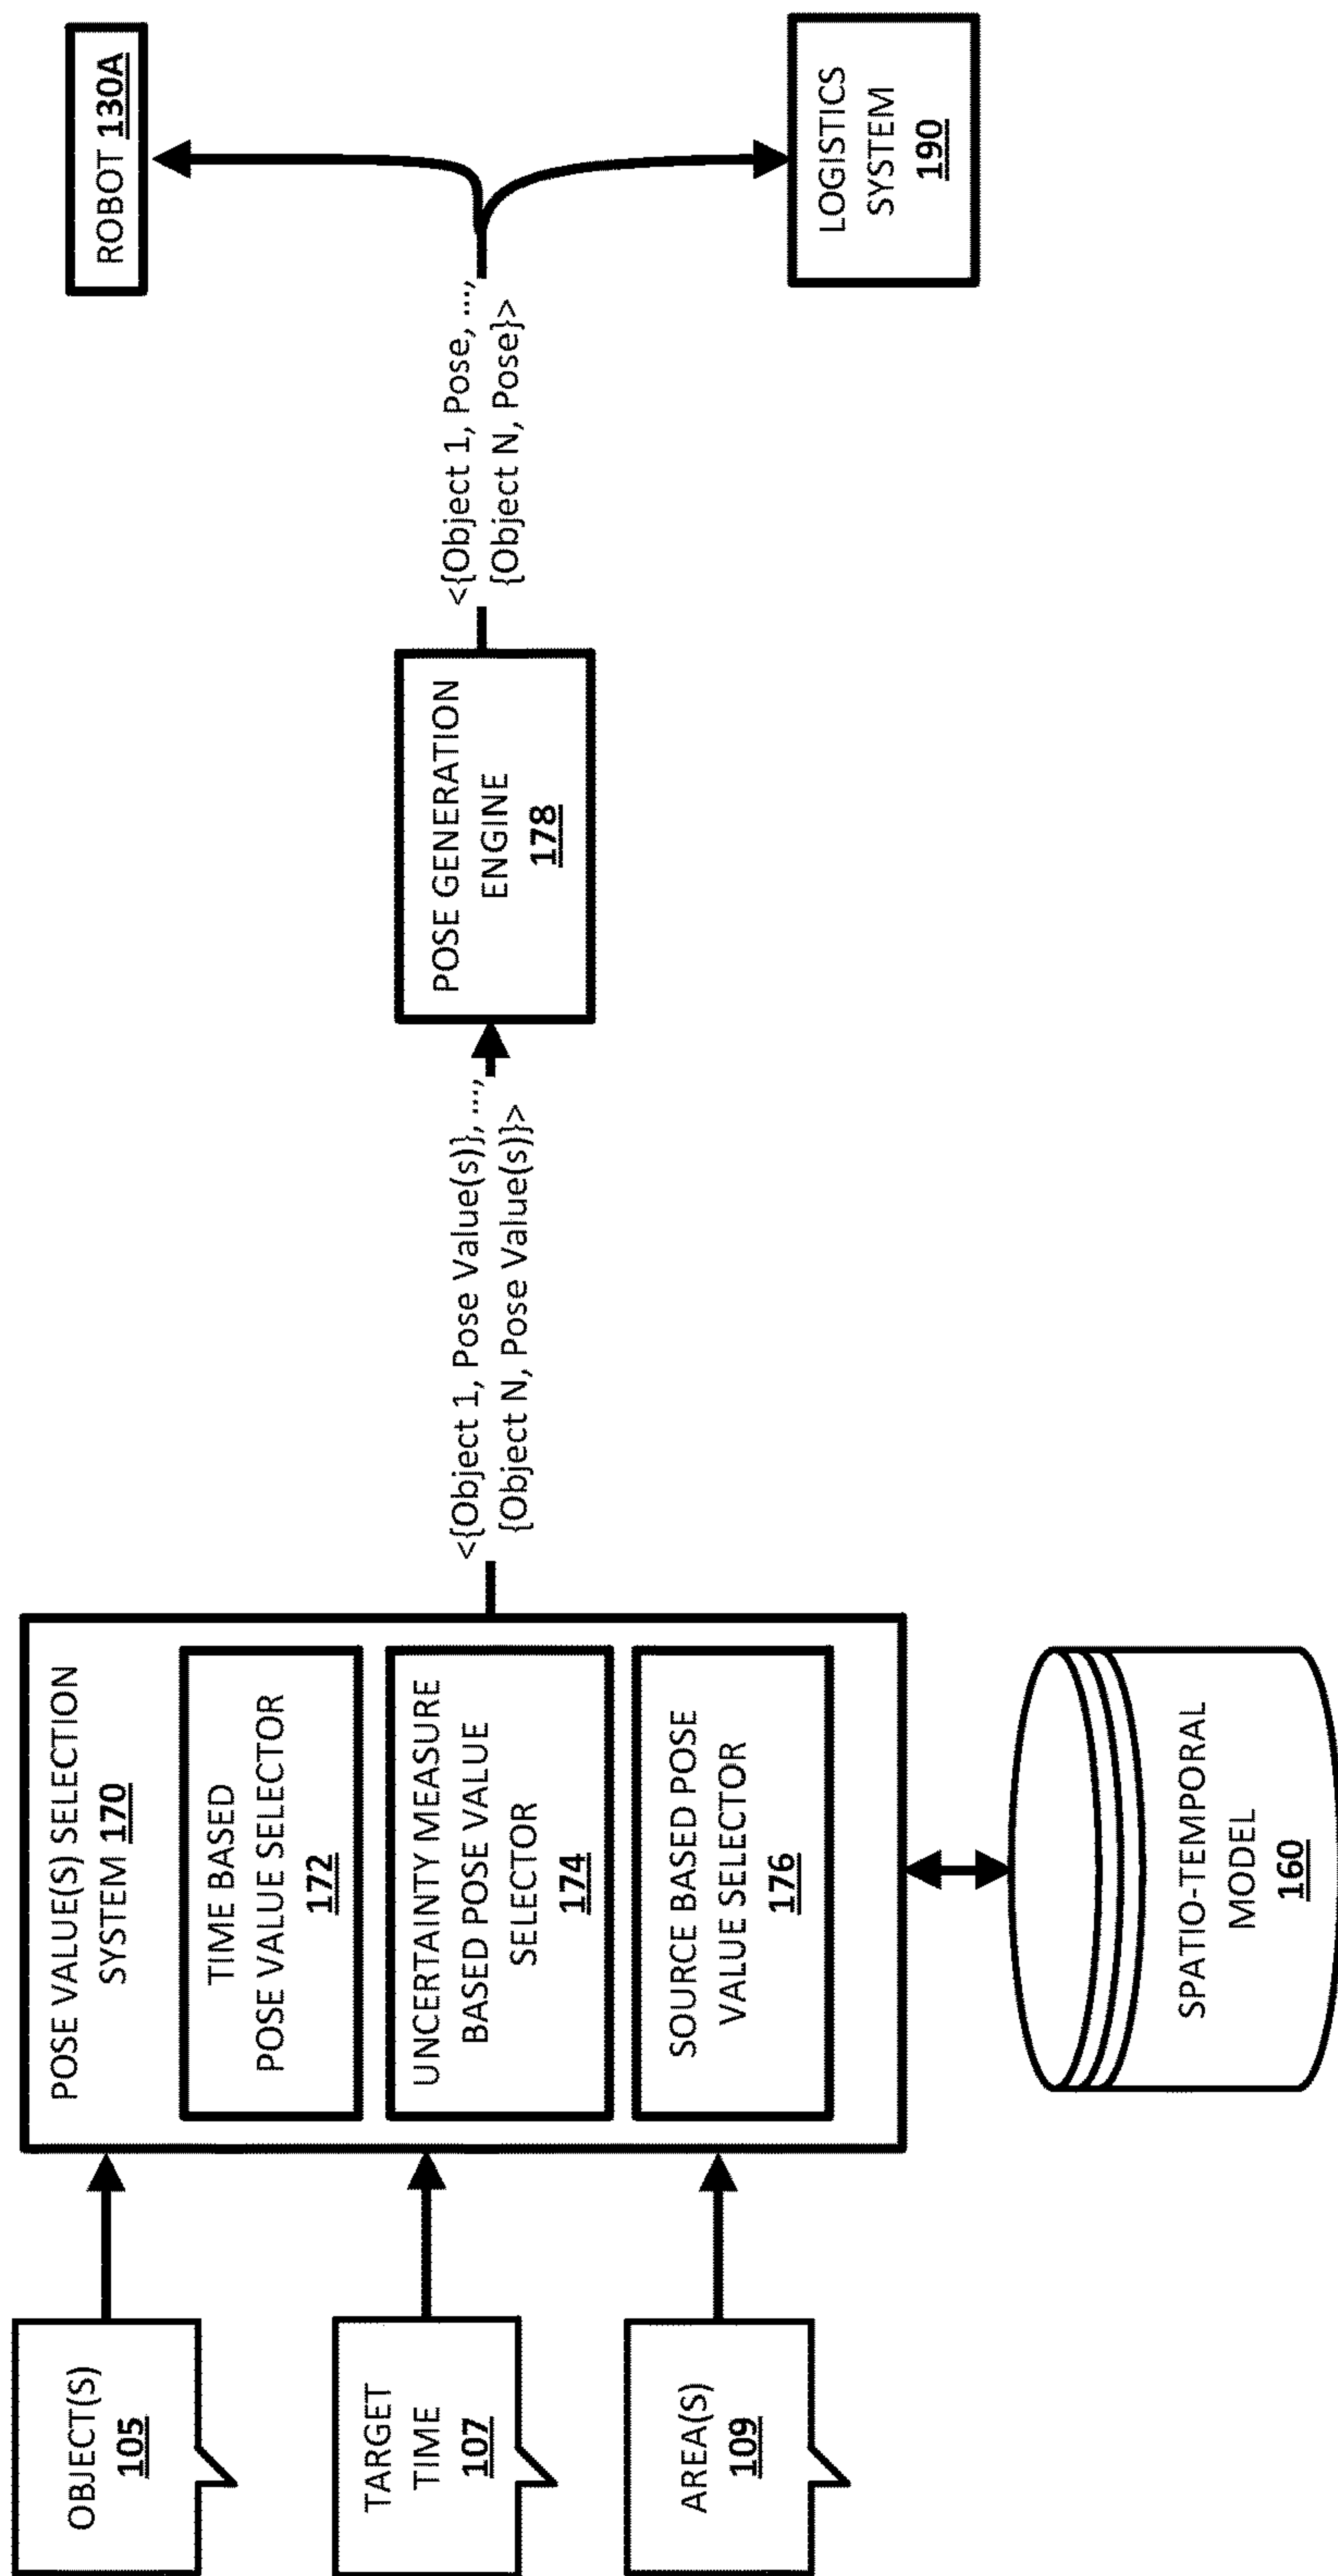 OBJECT(S)
105
TARGET
TIME
107
AREA(S)
109
POSE VALUE(S) SELECTION
SYSTEM 170
TIME BASED
POSE VALUE SELECTOR
172
UNCERTAINTY MEASURE
BASED POSE VALUE
SELECTOR
174
SOURCE BASED POSE
VALUE SELECTOR
176
SPATIO-TEMPORAL
MODEL
160
<{Object 1, Pose Value(s)}, ...,
{Object N, Pose Value(s)}>
POSE GENERATION
ENGINE
178
<{Object 1, Pose, ...,
{Object N, Pose}>
ROBOT 130A
LOGISTICS
SYSTEM
190